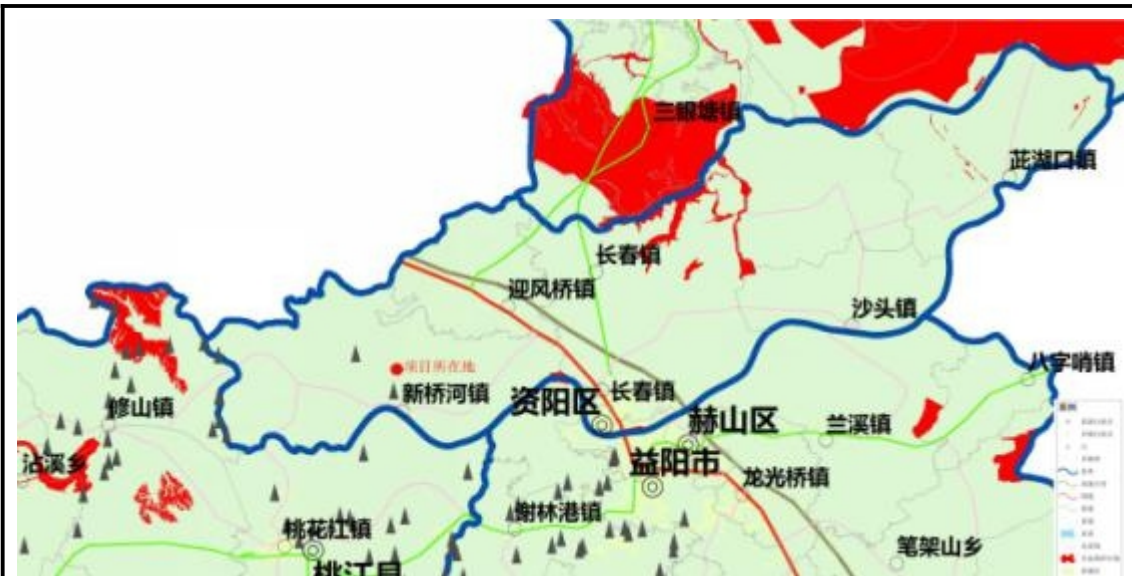 三眼塘镇
茈湖口镇
长春镇
迎风桥镇
沙头镇
八字哨镇
项目所在地
新桥河镇
资阳区
长春镇
修山镇
赫山区
兰溪镇
沾溪乡
益阳市
龙光桥镇
谢林港镇
桃花江镇
笔架山乡
桃江县